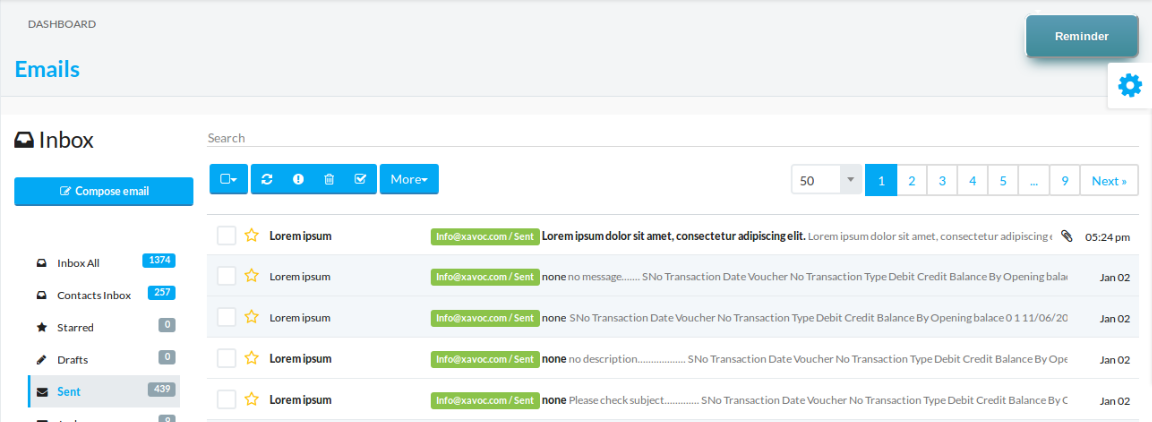 DASHBOARD
Reminder
Emails
Inbox
Search
Compose email
More
50
1 2 3 4 5 ... 9 Next »
Inbox All 1374
Contacts Inbox 257
Starred 0
Drafts 0
Sent 439
Lorem ipsum Info@xavoc.com / Sent Lorem ipsum dolor sit amet, consectetur adipiscing elit. Lorem ipsum dolor sit amet, consectetur adipiscing e 05:24 pm
Lorem ipsum Info@xavoc.com / Sent none no message....... SNo Transaction Date Voucher No Transaction Type Debit Credit Balance By Opening balac Jan 02
Lorem ipsum Info@xavoc.com / Sent none SNo Transaction Date Voucher No Transaction Type Debit Credit Balance By Opening balace 0 1 11/06/20 Jan 02
Lorem ipsum Info@xavoc.com / Sent none no description.................. SNo Transaction Date Voucher No Transaction Type Debit Credit Balance By Ope Jan 02
Lorem ipsum Info@xavoc.com / Sent none Please check subject............. SNo Transaction Date Voucher No Transaction Type Debit Credit Balance By C Jan 02